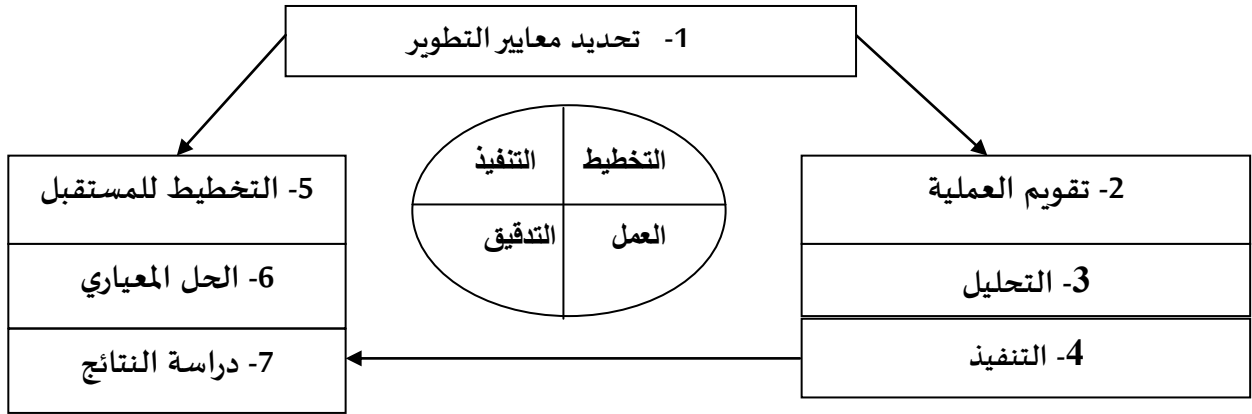 1- تحديد معايير التطوير
التخطيط
التنفيذ
العمل
التدقيق
2- تقويم العملية
3- التحليل
4- التنفيذ
5- التخطيط للمستقبل
6- الحل المعياري
7- دراسة النتائج